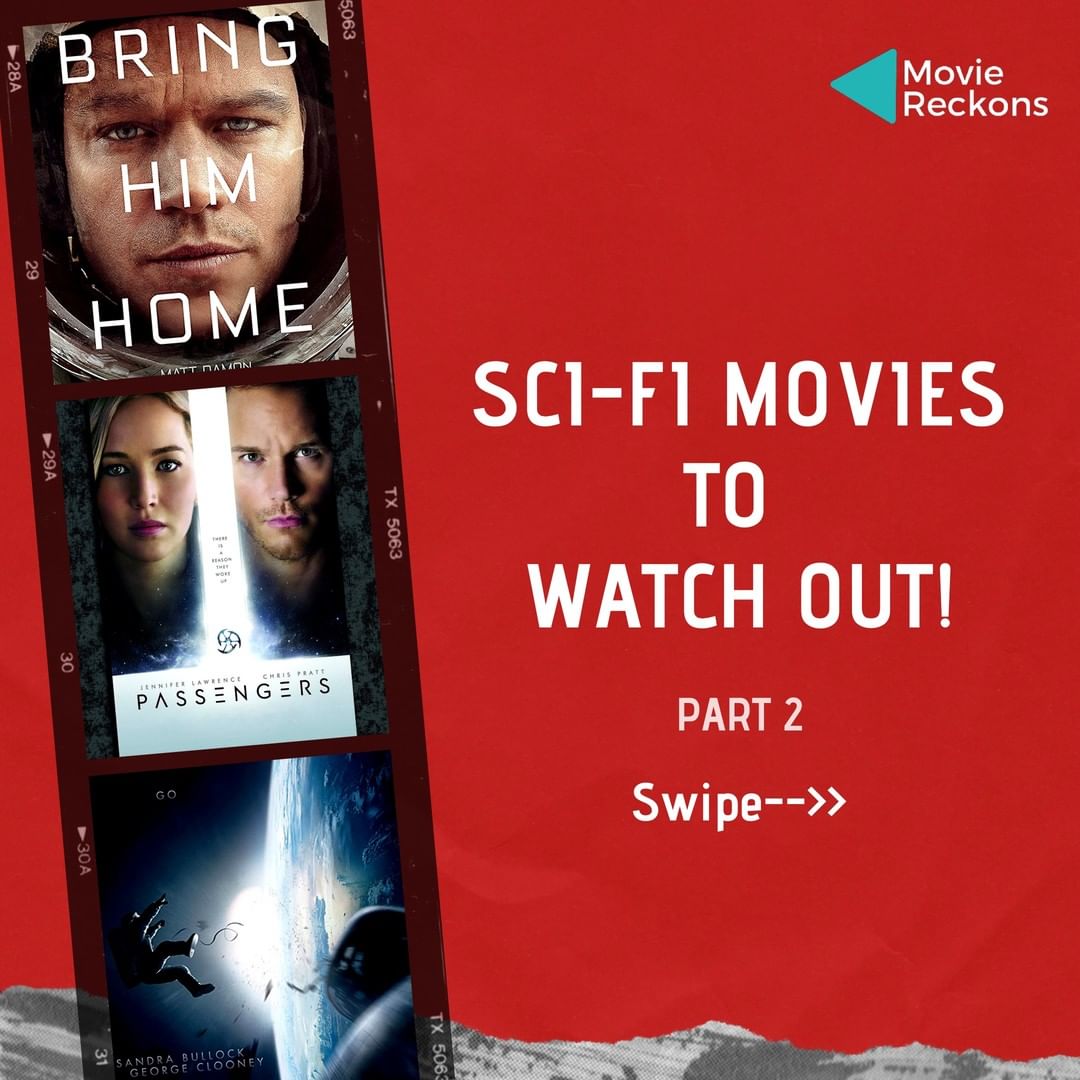 BRING
HIM
HOME
MATT DAMON
THERE
IS
A
REASON
THEY
WOKE
UP
JENNIFER LAWRENCE CHRIS PRATT
PASSENGERS
GO
SANDRA BULLOCK
GEORGE CLOONEY
28A
29
29A
30
30A
31
5063
TX 5063
TX 5063
Movie
Reckons
SCI-FI MOVIES
TO
WATCH OUT!
PART 2
Swipe-->>